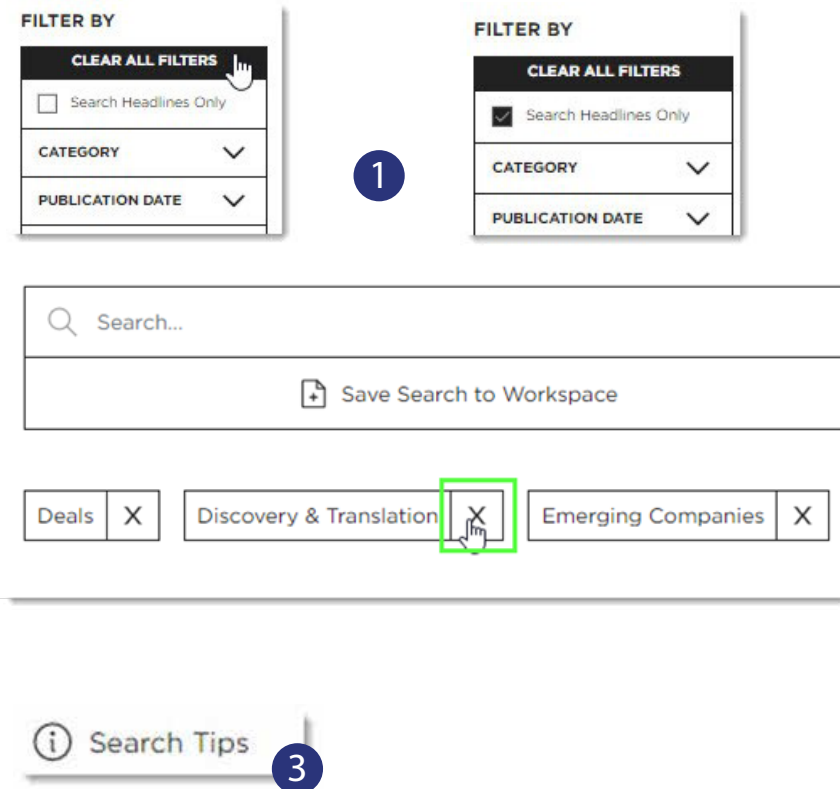 FILTER BY
CLEAR ALL FILTERS
Search Headlines Only
CATEGORY
PUBLICATION DATE
1
FILTER BY
CLEAR ALL FILTERS
Search Headlines Only
CATEGORY
PUBLICATION DATE
Search...
Save Search to Workspace
Deals X Discovery & Translation X Emerging Companies X
Search Tips
3